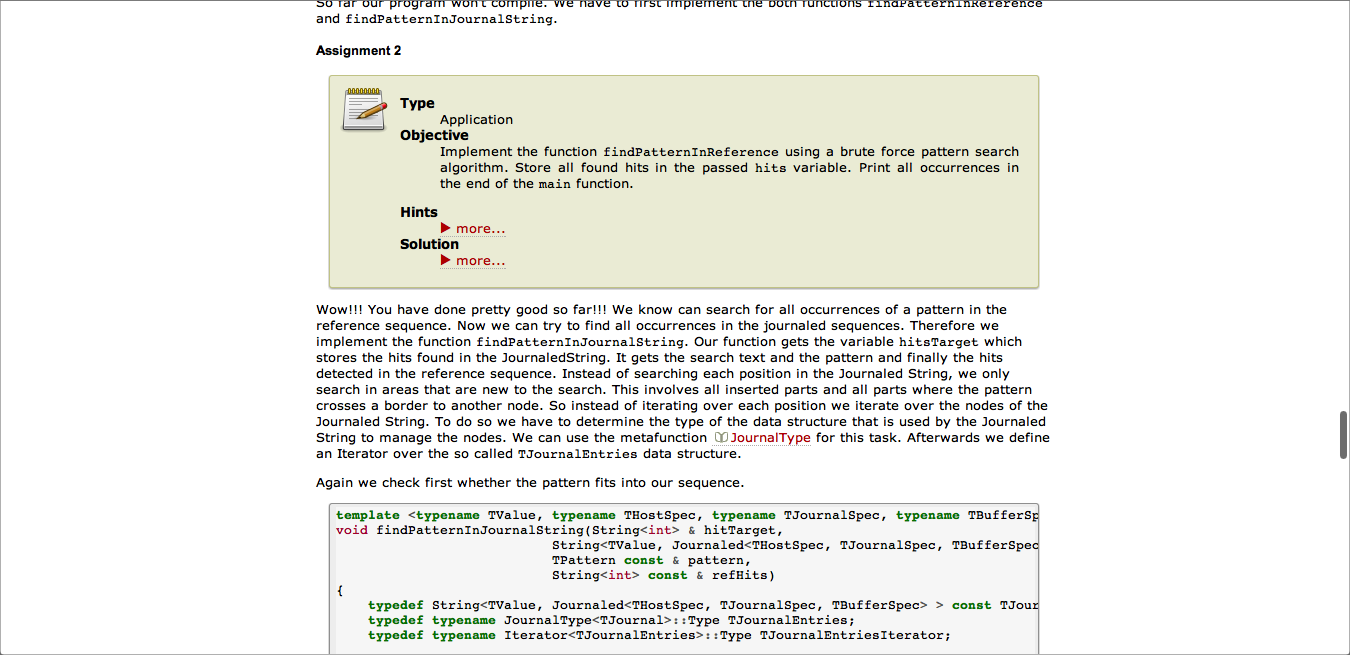 So far our program won't compile. We have to first implement the both functions findPatternInReference
and findPatternInJournalString.
Assignment 2
Type
Application
Objective
Implement the function findPatternInReference using a brute force pattern search
algorithm. Store all found hits in the passed hits variable. Print all occurrences in
the end of the main function.
Hints
more...
Solution
more...
Wow!!! You have done pretty good so far!!! We know can search for all occurrences of a pattern in the
reference sequence. Now we can try to find all occurrences in the journaled sequences. Therefore we
implement the function findPatternInJournalString. Our function gets the variable hitsTarget which
stores the hits found in the JournaledString. It gets the search text and the pattern and finally the hits
detected in the reference sequence. Instead of searching each position in the Journaled String, we only
search in areas that are new to the search. This involves all inserted parts and all parts where the pattern
crosses a border to another node. So instead of iterating over each position we iterate over the nodes of the
Journaled String. To do so we have to determine the type of the data structure that is used by the Journaled
String to manage the nodes. We can use the metafunction JournalType for this task. Afterwards we define
an Iterator over the so called TJournalEntries data structure.
Again we check first whether the pattern fits into our sequence.
template <typename TValue, typename THostSpec, typename TJournalSpec, typename TBufferSp
void findPatternInJournalString(String<int> & hitTarget,
String<TValue, Journaled<THostSpec, TJournalSpec, TBufferSpec
TPattern const & pattern,
String<int> const & refHits)
{
typedef String<TValue, Journaled<THostSpec, TJournalSpec, TBufferSpec> > const TJour
typedef typename JournalType<TJournal>::Type TJournalEntries;
typedef typename Iterator<TJournalEntries>::Type TJournalEntriesIterator;